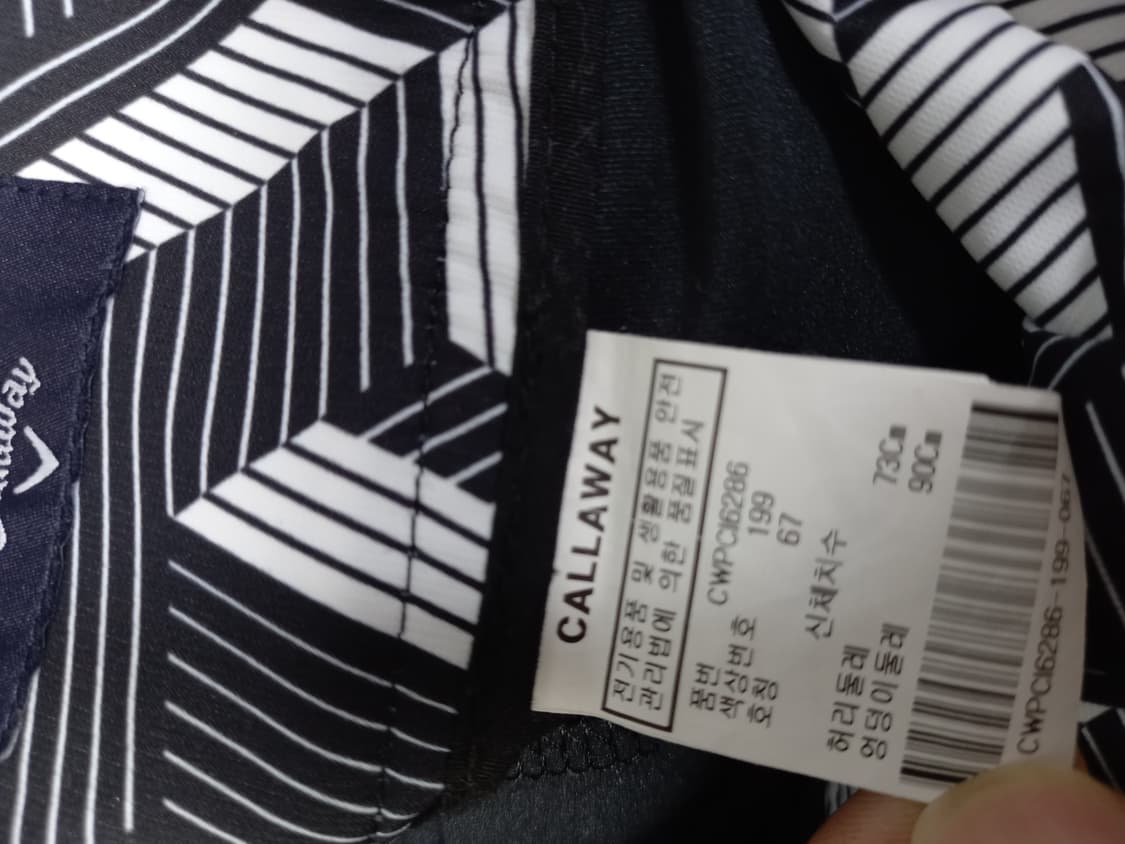 CALLAWAY
전기용품 및 생활용품 안전
관리법에 의한 품질표시
품번 CWPCI6286
색상번호 199
호칭 67
신체치수
허리둘레 73Cm
엉덩이둘레 90Cm
CWPCI6286-199-067